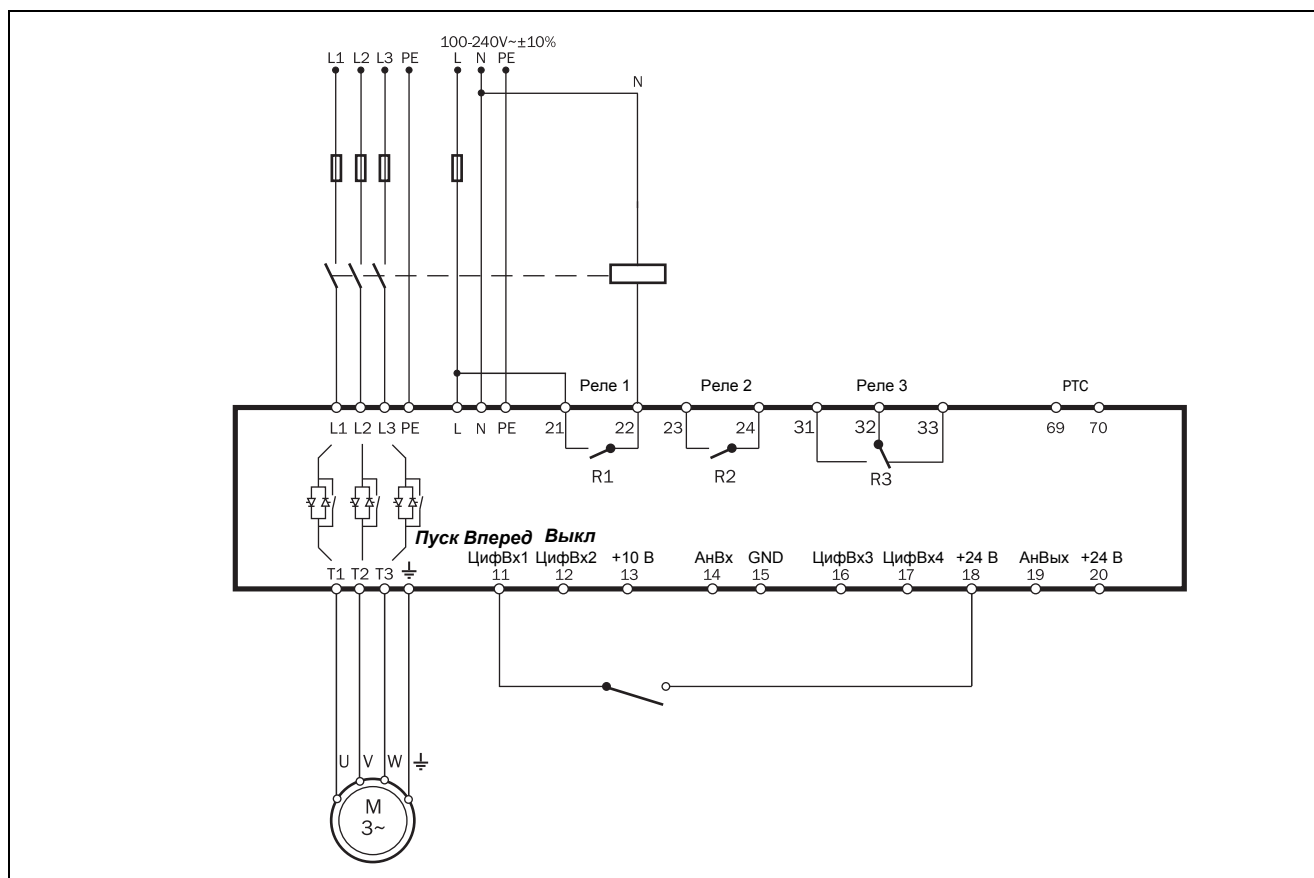 100-240V~±10%
L1 L2 L3 PE L N PE
N
Реле 1 Реле 2 Реле 3 PTC
L1 L2 L3 PE L N PE 21 22 23 24 31 32 33 69 70
R1 R2 R3
Пуск Вперед Выкл
ЦифВх1 ЦифВх2 +10 В АнВх GND ЦифВх3 ЦифВх4 +24 В АнВых +24 В
T1 T2 T3 11 12 13 14 15 16 17 18 19 20
U V W
M
3~